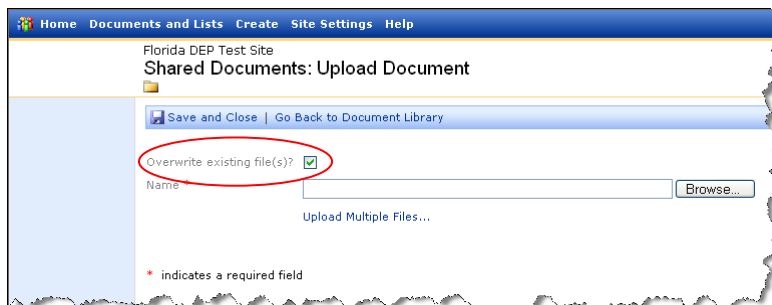 Home Documents and Lists Create Site Settings Help
Florida DEP Test Site
Shared Documents: Upload Document
Save and Close | Go Back to Document Library
Overwrite existing file(s)?
Name * Browse...
Upload Multiple Files...
* indicates a required field